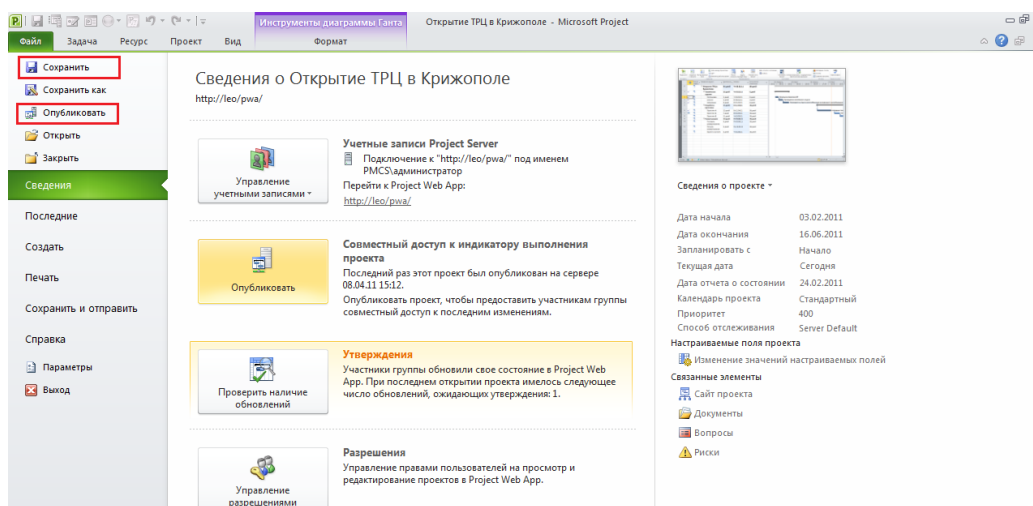 Инструменты диаграммы Ганта
Открытие ТРЦ в Крижополе - Microsoft Project
Файл
Задача
Ресурс
Проект
Вид
Формат
Сохранить
Сохранить как
Опубликовать
Открыть
Закрыть
Сведения
Последние
Создать
Печать
Сохранить и отправить
Справка
Параметры
Выход
Сведения о Открытие ТРЦ в Крижополе
http://leo/pwa/
Управление
учетными записями
Учетные записи Project Server
Подключение к "http://leo/pwa/" под именем
PMCS\администратор
Перейти к Project Web App:
http://leo/pwa/
Опубликовать
Совместный доступ к индикатору выполнения
проекта
Последний раз этот проект был опубликован на сервере
08.04.11 15:12.
Опубликовать проект, чтобы предоставить участникам группы
совместный доступ к последним изменениям.
Проверить наличие
обновлений
Утверждения
Участники группы обновили свое состояние в Project Web
App. При последнем открытии проекта имелось следующее
число обновлений, ожидающих утверждения: 1.
Управление
разрешениями
Разрешения
Управление правами пользователей на просмотр и
редактирование проектов в Project Web App.
Сведения о проекте
Дата начала 03.02.2011
Дата окончания 16.06.2011
Запланировать с Начало
Текущая дата Сегодня
Дата отчета о состоянии 24.02.2011
Календарь проекта Стандартный
Приоритет 400
Способ отслеживания Server Default
Настраиваемые поля проекта
Изменение значений настраиваемых полей
Связанные элементы
Сайт проекта
Документы
Вопросы
Риски